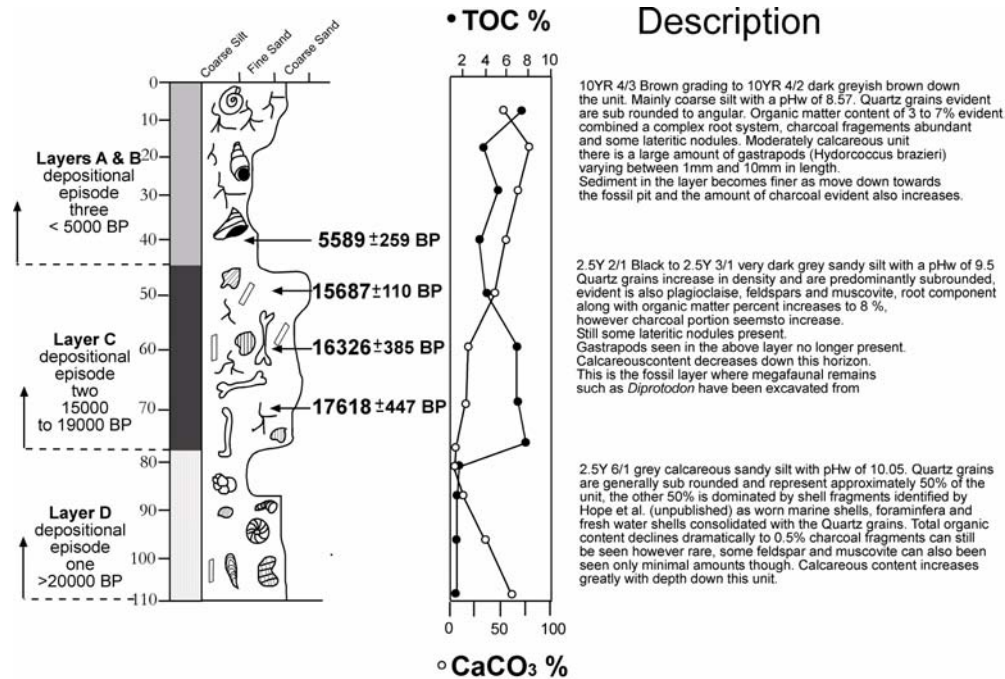 ● TOC %
Description
Coarse Silt
Fine Sand
Coarse Sand
2 4 6 8 10
0
10
20
30
40
50
60
70
80
90
100
110
Layers A & B
depositional
episode
three
< 5000 BP
Layer C
depositional
episode
two
15000
to 19000 BP
Layer D
depositional
episode
one
>20000 BP
5589 ±259 BP
15687 ±110 BP
16326 ±385 BP
17618 ±447 BP
10YR 4/3 Brown grading to 10YR 4/2 dark greyish brown down
the unit. Mainly coarse silt with a pHw of 8.57. Quartz grains evident
are sub rounded to angular. Organic matter content of 3 to 7% evident
combined a complex root system, charcoal fragements abundant
and some lateritic nodules. Moderately calcareous unit
there is a large amount of gastrapods (Hydorcoccus brazieri)
varying between 1mm and 10mm in length.
Sediment in the layer becomes finer as move down towards
the fossil pit and the amount of charcoal evident also increases.
2.5Y 2/1 Black to 2.5Y 3/1 very dark grey sandy silt with a pHw of 9.5
Quartz grains increase in density and are predominantly subrounded,
evident is also plagioclaise, feldspars and muscovite, root component
along with organic matter percent increases to 8 %,
however charcoal portion seemsto increase.
Still some lateritic nodules present.
Gastrapods seen in the above layer no longer present.
Calcareouscontent decreases down this horizon.
This is the fossil layer where megafaunal remains
such as Diprotodon have been excavated from
2.5Y 6/1 grey calcareous sandy silt with pHw of 10.05. Quartz grains
are generally sub rounded and represent approximately 50% of the
unit, the other 50% is dominated by shell fragments identified by
Hope et al. (unpublished) as worn marine shells, foraminfera and
fresh water shells consolidated with the Quartz grains. Total organic
content declines dramatically to 0.5% charcoal fragments can still
be seen however rare, some feldspar and muscovite can also been
seen only minimal amounts though. Calcareous content increases
greatly with depth down this unit.
0 50 100
○ CaCO₃ %